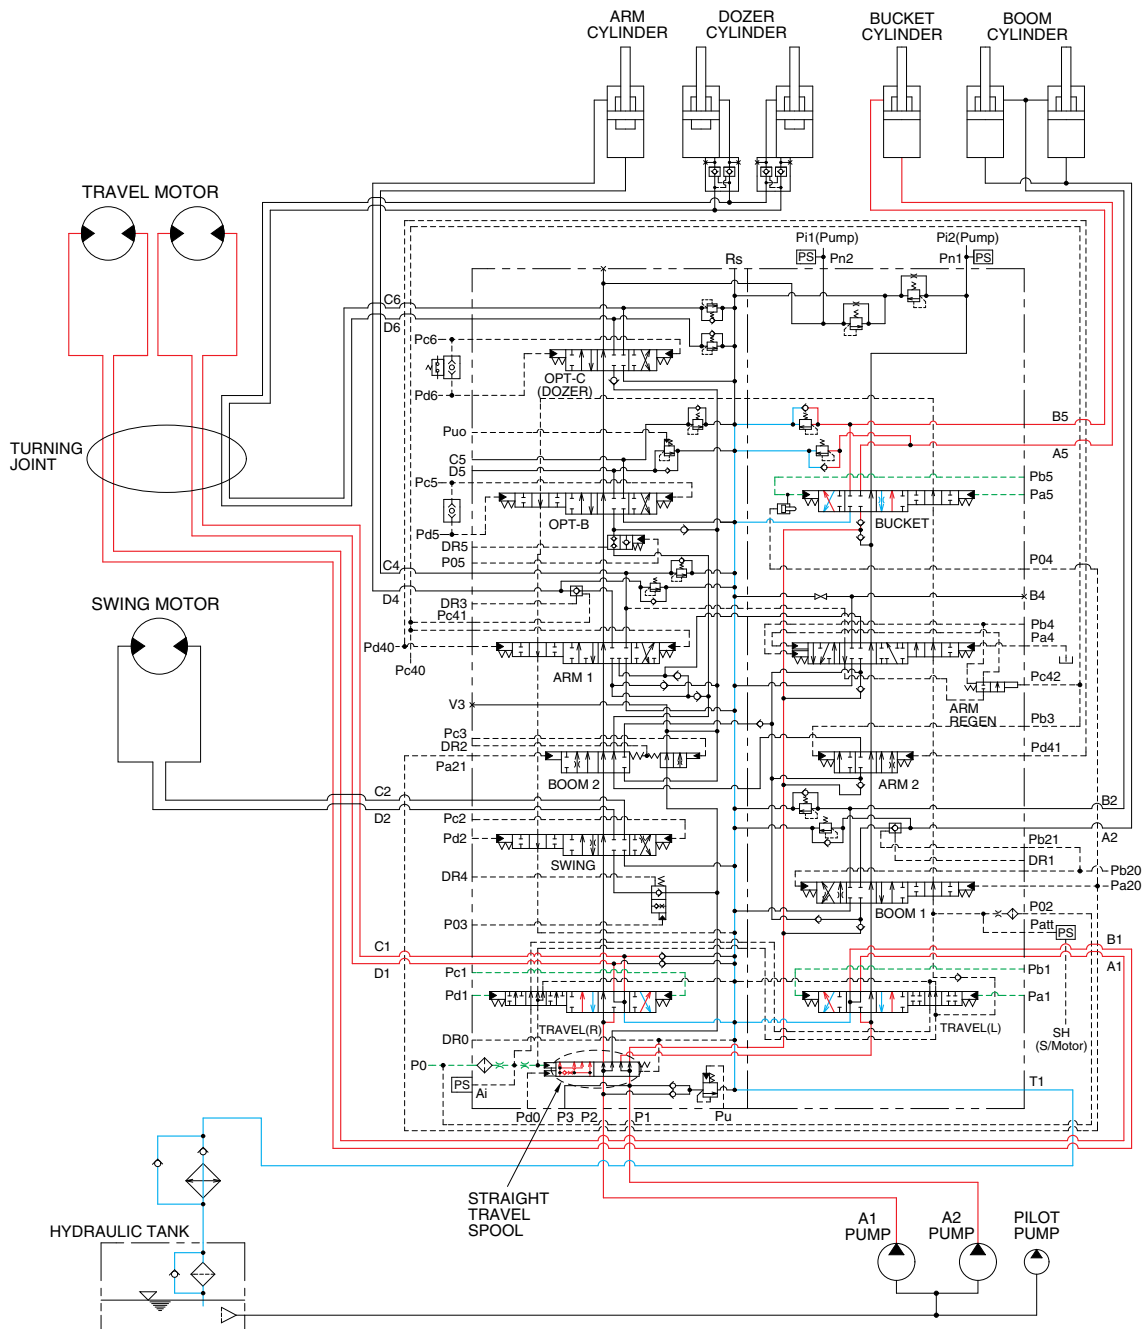 ARM
CYLINDER
DOZER
CYLINDER
BUCKET
CYLINDER
BOOM
CYLINDER
TRAVEL MOTOR
Pi1(Pump)
Pi2(Pump)
PS
Pn2
Rs
Pn1
PS
C6
D6
Pc6
OPT-C
(DOZER)
Pd6
TURNING
JOINT
Puo
C5
D5
Pc5
OPT-B
Pd5
DR5
P05
B5
A5
Pb5
Pa5
BUCKET
P04
C4
D4
DR3
Pc41
Pd40
Pc40
ARM 1
B4
Pb4
Pa4
Pc42
ARM
REGEN
SWING MOTOR
V3
Pc3
DR2
Pa21
BOOM 2
Pb3
Pd41
ARM 2
C2
D2
Pc2
Pd2
SWING
DR4
P03
B2
A2
Pb21
DR1
Pb20
Pa20
BOOM 1
P02
Patt
PS
C1
D1
Pc1
Pd1
TRAVEL(R)
B1
A1
Pb1
Pa1
TRAVEL(L)
SH
(S/Motor)
DR0
P0
PS
Ai
Pd0
P3
P2
P1
Pu
T1
STRAIGHT
TRAVEL
SPOOL
HYDRAULIC TANK
A1
PUMP
A2
PUMP
PILOT
PUMP